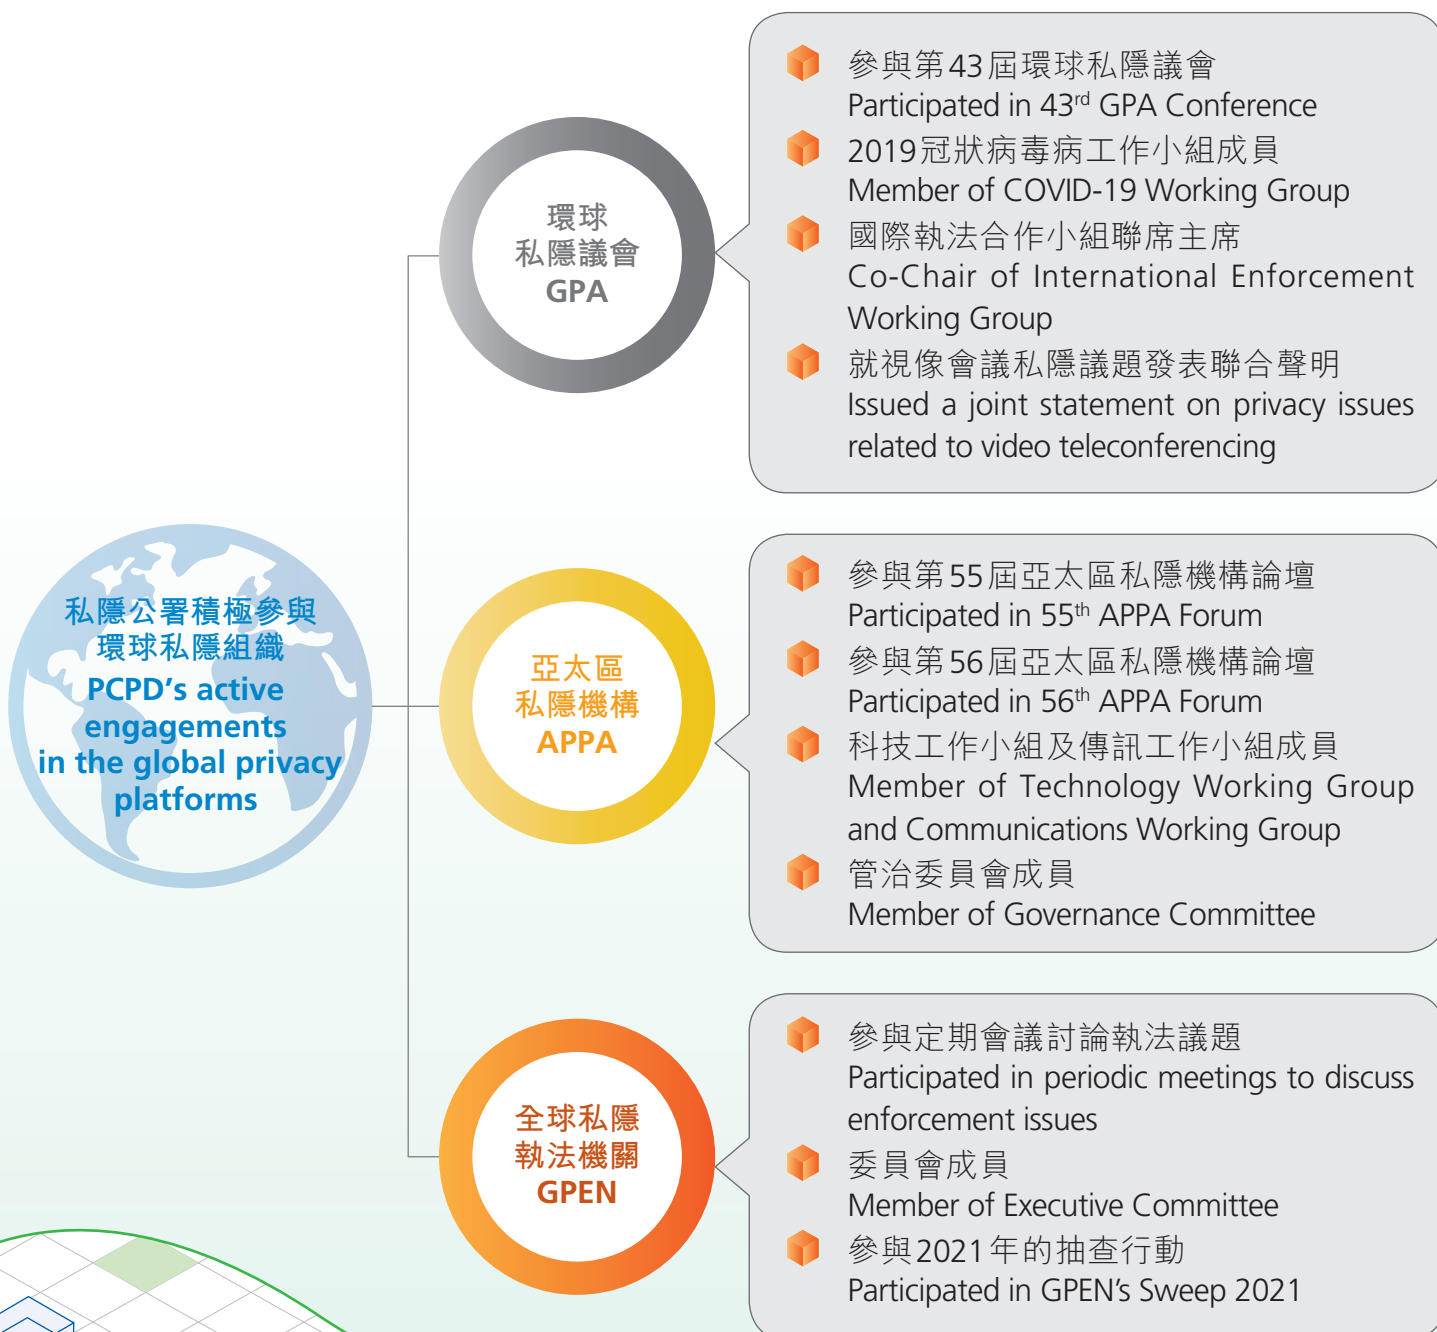 私隱公署積極參與
環球私隱組織
PCPD's active
engagements
in the global privacy
platforms
環球
私隱議會
GPA
參與第43屆環球私隱議會
Participated in 43rd GPA Conference
2019冠狀病毒病工作小組成員
Member of COVID-19 Working Group
國際執法合作小組聯席主席
Co-Chair of International Enforcement
Working Group
就視像會議私隱議題發表聯合聲明
Issued a joint statement on privacy issues
related to video teleconferencing
亞太區
私隱機構
APPA
參與第55屆亞太區私隱機構論壇
Participated in 55th APPA Forum
參與第56屆亞太區私隱機構論壇
Participated in 56th APPA Forum
科技工作小組及傳訊工作小組成員
Member of Technology Working Group
and Communications Working Group
管治委員會成員
Member of Governance Committee
全球私隱
執法機關
GPEN
參與定期會議討論執法議題
Participated in periodic meetings to discuss
enforcement issues
委員會成員
Member of Executive Committee
參與2021年的抽查行動
Participated in GPEN's Sweep 2021